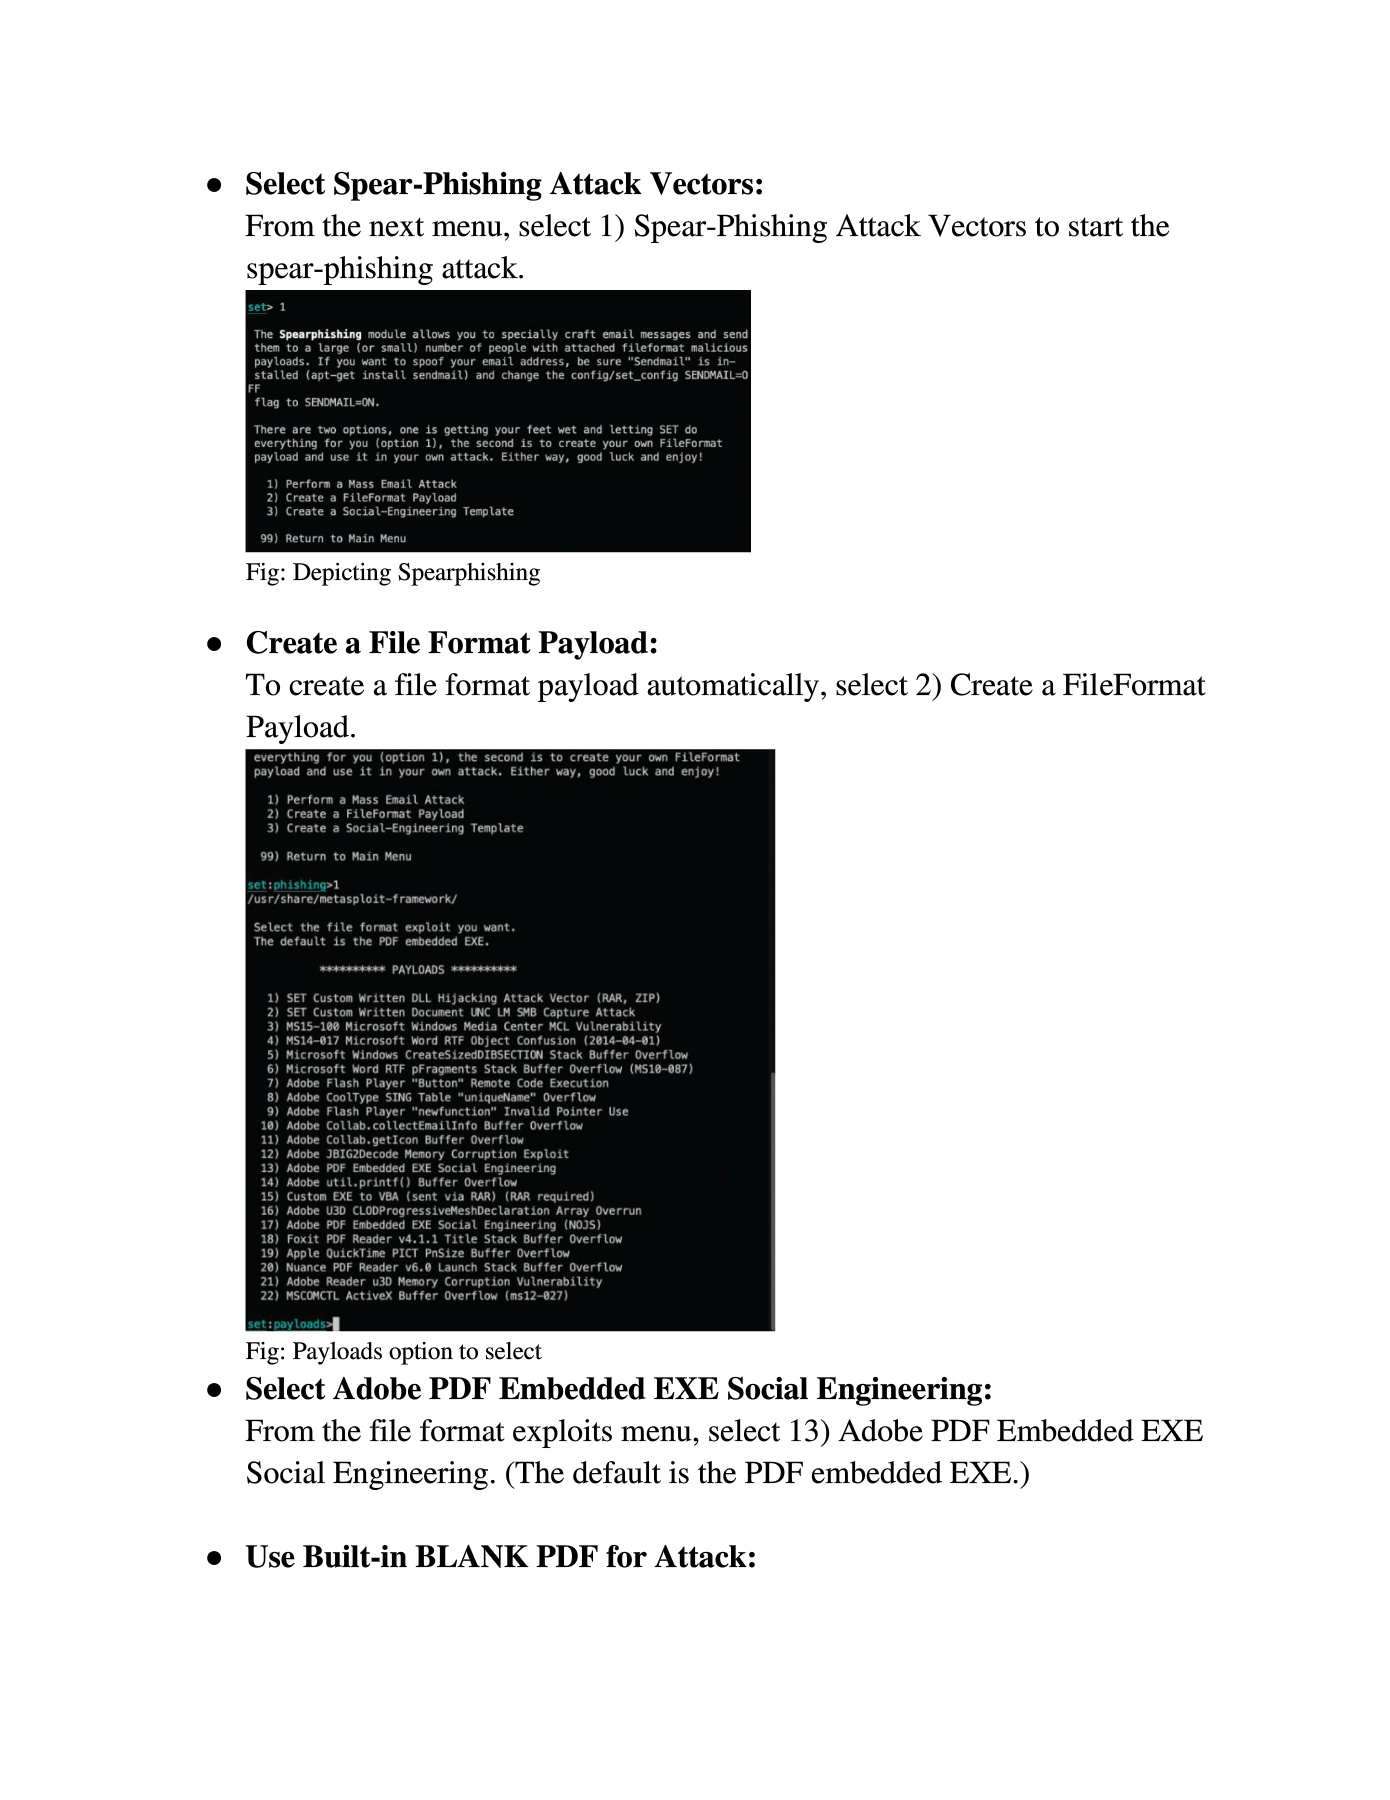 ● Select Spear-Phishing Attack Vectors:
From the next menu, select 1) Spear-Phishing Attack Vectors to start the
spear-phishing attack.
set> 1
The Spearphishing module allows you to specially craft email messages and send
them to a large (or small) number of people with attached fileformat malicious
payloads. If you want to spoof your email address, be sure "Sendmail" is in-
stalled (apt-get install sendmail) and change the config/set_config SENDMAIL=O
FF
flag to SENDMAIL=ON.
There are two options, one is getting your feet wet and letting SET do
everything for you (option 1), the second is to create your own FileFormat
payload and use it in your own attack. Either way, good luck and enjoy!
1) Perform a Mass Email Attack
2) Create a FileFormat Payload
3) Create a Social-Engineering Template
99) Return to Main Menu
Fig: Depicting Spearphishing
● Create a File Format Payload:
To create a file format payload automatically, select 2) Create a FileFormat
Payload.
everything for you (option 1), the second is to create your own FileFormat
payload and use it in your own attack. Either way, good luck and enjoy!
1) Perform a Mass Email Attack
2) Create a FileFormat Payload
3) Create a Social-Engineering Template
99) Return to Main Menu
set:phishing>1
/usr/share/metasploit-framework/
Select the file format exploit you want.
The default is the PDF embedded EXE.
********** PAYLOADS **********
1) SET Custom Written DLL Hijacking Attack Vector (RAR, ZIP)
2) SET Custom Written Document UNC LM SMB Capture Attack
3) MS15-100 Microsoft Windows Media Center MCL Vulnerability
4) MS14-017 Microsoft Word RTF Object Confusion (2014-04-01)
5) Microsoft Windows CreateSizedDIBSECTION Stack Buffer Overflow
6) Microsoft Word RTF pFragments Stack Buffer Overflow (MS10-087)
7) Adobe Flash Player "Button" Remote Code Execution
8) Adobe CoolType SING Table "uniqueName" Overflow
9) Adobe Flash Player "newfunction" Invalid Pointer Use
10) Adobe Collab.collectEmailInfo Buffer Overflow
11) Adobe Collab.getIcon Buffer Overflow
12) Adobe JBIG2Decode Memory Corruption Exploit
13) Adobe PDF Embedded EXE Social Engineering
14) Adobe util.printf() Buffer Overflow
15) Custom EXE to VBA (sent via RAR) (RAR required)
16) Adobe U3D CLODProgressiveMeshDeclaration Array Overrun
17) Adobe PDF Embedded EXE Social Engineering (NOJS)
18) Foxit PDF Reader v4.1.1 Title Stack Buffer Overflow
19) Apple QuickTime PICT PnSize Buffer Overflow
20) Nuance PDF Reader v6.0 Launch Stack Buffer Overflow
21) Adobe Reader u3D Memory Corruption Vulnerability
22) MSCOMCTL ActiveX Buffer Overflow (ms12-027)
set:payloads>
Fig: Payloads option to select
● Select Adobe PDF Embedded EXE Social Engineering:
From the file format exploits menu, select 13) Adobe PDF Embedded EXE
Social Engineering. (The default is the PDF embedded EXE.)
● Use Built-in BLANK PDF for Attack: